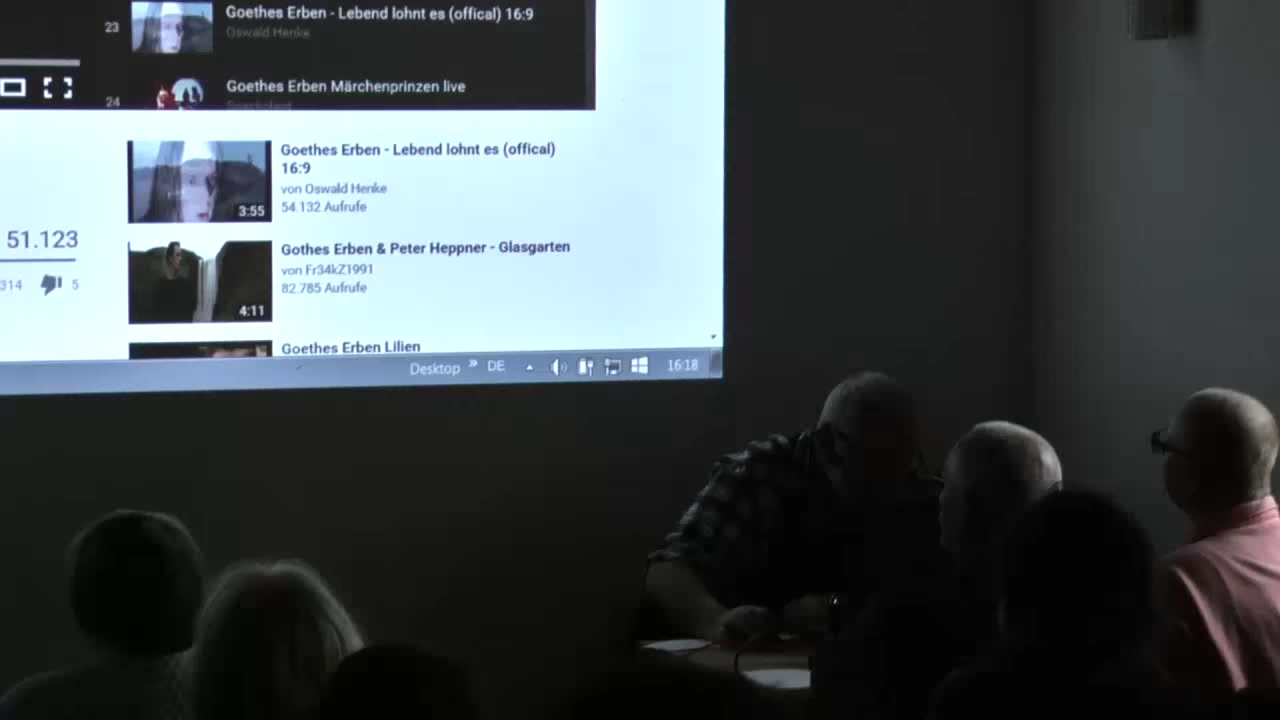 23
Goethes Erben - Lebend lohnt es (offical) 16:9
Oswald Henke
24
Goethes Erben Märchenprinzen live
Goethes Erben - Lebend lohnt es (offical)
16:9
von Oswald Henke
54.132 Aufrufe
3:55
51.123
314
5
Gothes Erben & Peter Heppner - Glasgarten
von Fr34kZ1991
82.785 Aufrufe
4:11
Goethes Erben Lilien
Desktop » DE 16:18